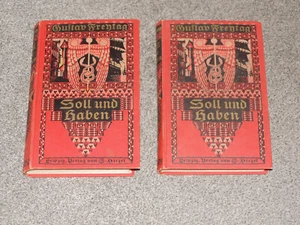 Gustav Freytag
Soll und
Haben
Leipzig, Verlag von S. Hirzel
Gustav Freytag
Soll und
Haben
Leipzig, Verlag von S. Hirzel